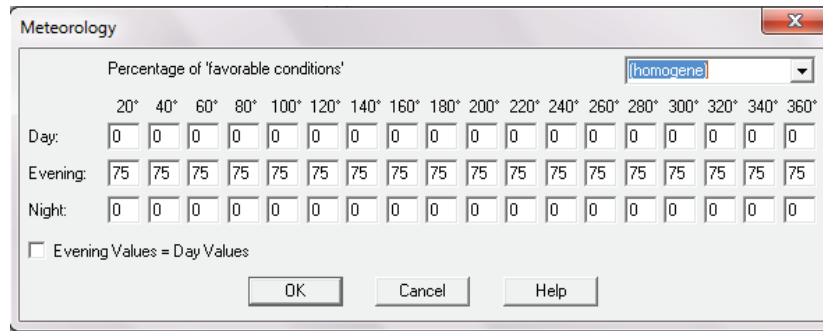 Meteorology
Percentage of 'favorable conditions' (homogene)
20° 40° 60° 80° 100° 120° 140° 160° 180° 200° 220° 240° 260° 280° 300° 320° 340° 360°
Day: 0 0 0 0 0 0 0 0 0 0 0 0 0 0 0 0 0 0
Evening: 75 75 75 75 75 75 75 75 75 75 75 75 75 75 75 75 75 75
Night: 0 0 0 0 0 0 0 0 0 0 0 0 0 0 0 0 0 0
Evening Values = Day Values
OK Cancel Help